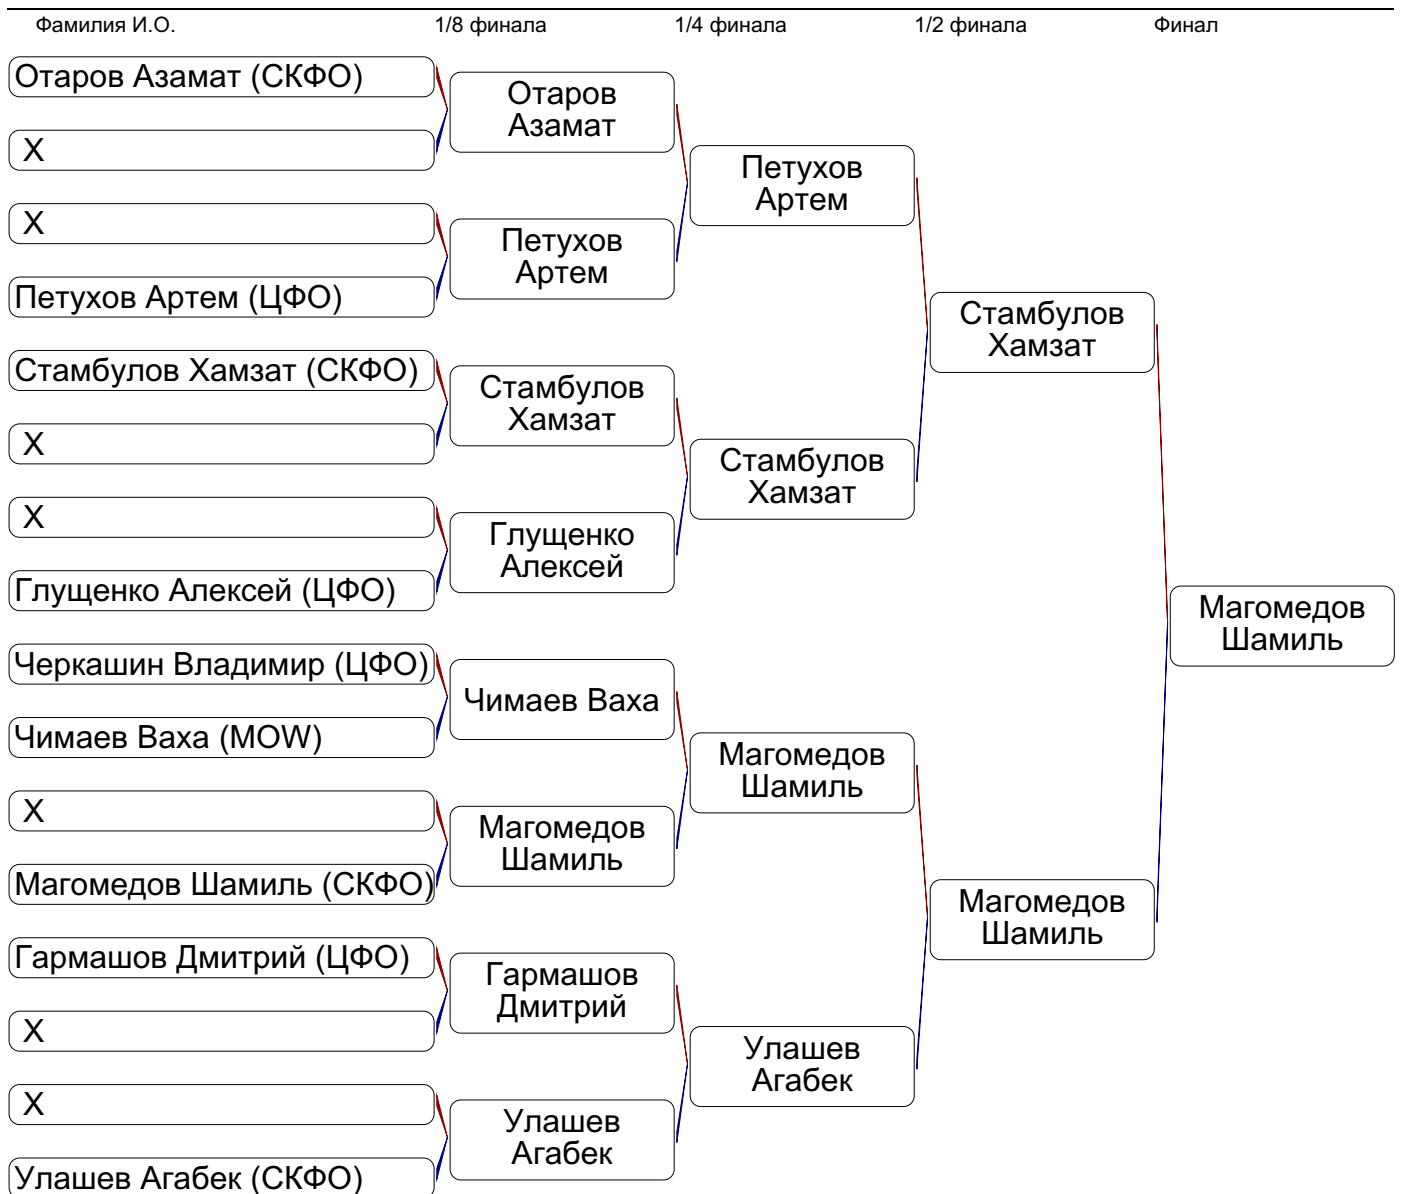 Фамилия И.О. 1/8 финала 1/4 финала 1/2 финала Финал
Отаров Азамат (СКФО)
X
X
Петухов Артем (ЦФО)
Стамбулов Хамзат (СКФО)
X
X
Глущенко Алексей (ЦФО)
Черкашин Владимир (ЦФО)
Чимаев Ваха (MOW)
X
Магомедов Шамиль (СКФО)
Гармашов Дмитрий (ЦФО)
X
X
Улашев Агабек (СКФО)
Отаров
Азамат
Петухов
Артем
Стамбулов
Хамзат
Глущенко
Алексей
Чимаев Ваха
Магомедов
Шамиль
Гармашов
Дмитрий
Улашев
Агабек
Петухов
Артем
Стамбулов
Хамзат
Магомедов
Шамиль
Улашев
Агабек
Стамбулов
Хамзат
Магомедов
Шамиль
Магомедов
Шамиль